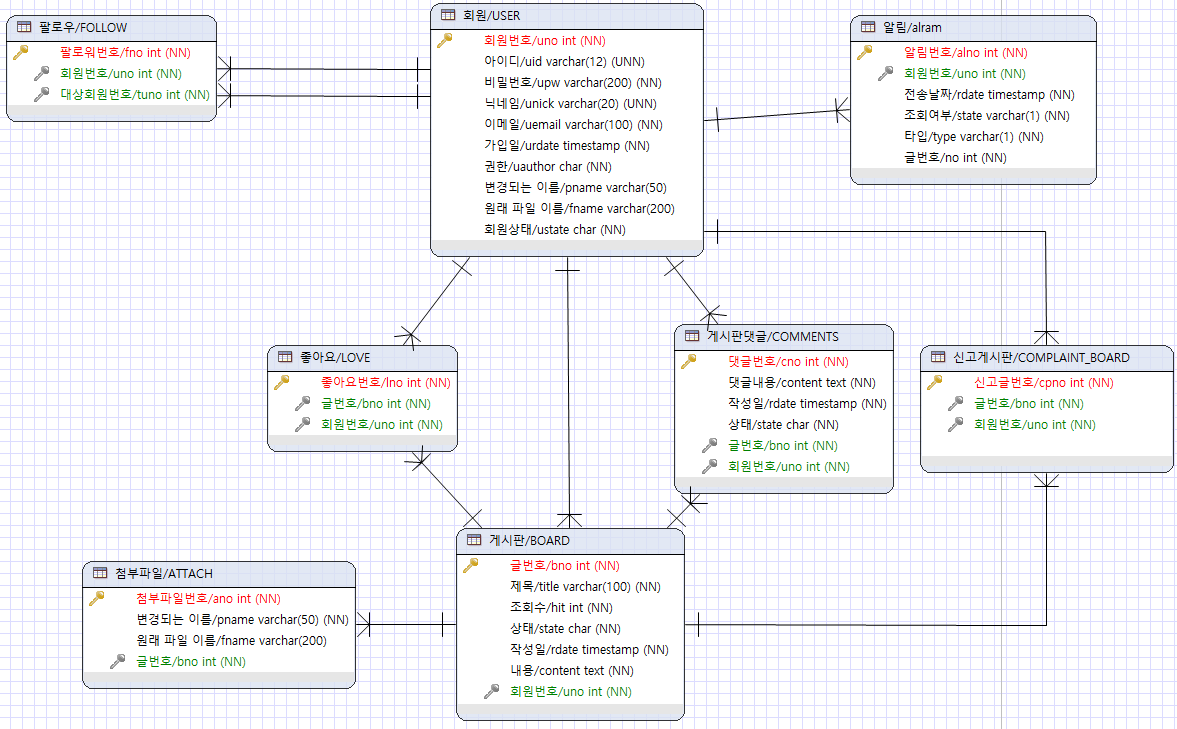 팔로우/FOLLOW
팔로워번호/fno int (NN)
회원번호/uno int (NN)
대상회원번호/tuno int (NN)
회원/USER
회원번호/uno int (NN)
아이디/uid varchar(12) (UNN)
비밀번호/upw varchar(200) (NN)
닉네임/unick varchar(20) (UNN)
이메일/uemail varchar(100) (NN)
가입일/urdate timestamp (NN)
권한/uauthor char (NN)
변경되는 이름/pname varchar(50)
원래 파일 이름/fname varchar(200)
회원상태/ustate char (NN)
알림/alram
알림번호/alno int (NN)
회원번호/uno int (NN)
전송날짜/rdate timestamp (NN)
조회여부/state varchar(1) (NN)
타입/type varchar(1) (NN)
글번호/no int (NN)
좋아요/LOVE
좋아요번호/lno int (NN)
글번호/bno int (NN)
회원번호/uno int (NN)
게시판댓글/COMMENTS
댓글번호/cno int (NN)
댓글내용/content text (NN)
작성일/rdate timestamp (NN)
상태/state char (NN)
글번호/bno int (NN)
회원번호/uno int (NN)
신고게시판/COMPLAINT_BOARD
신고글번호/cpno int (NN)
글번호/bno int (NN)
회원번호/uno int (NN)
첨부파일/ATTACH
첨부파일번호/ano int (NN)
변경되는 이름/pname varchar(50) (NN)
원래 파일 이름/fname varchar(200)
글번호/bno int (NN)
게시판/BOARD
글번호/bno int (NN)
제목/title varchar(100) (NN)
조회수/hit int (NN)
상태/state char (NN)
작성일/rdate timestamp (NN)
내용/content text (NN)
회원번호/uno int (NN)